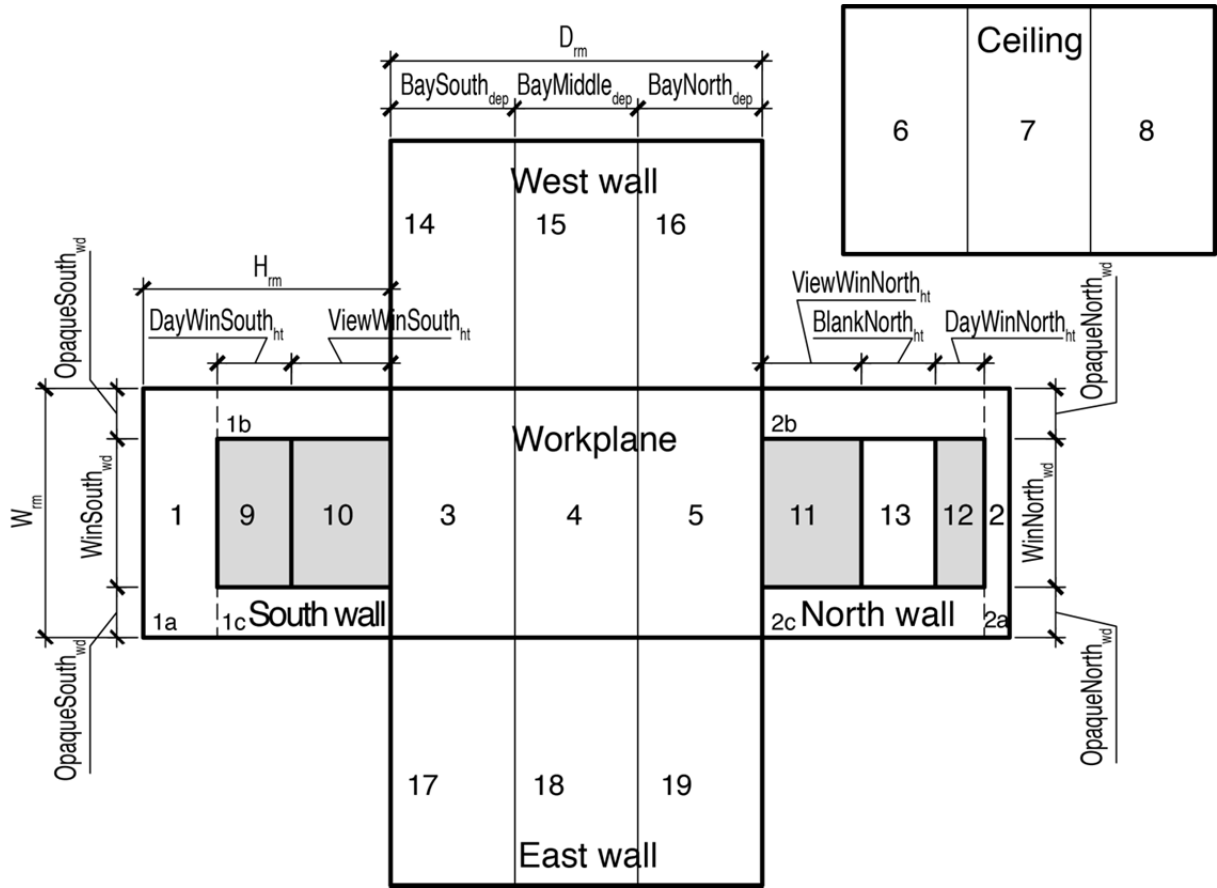 D_rm
Ceiling
BaySouth_dep BayMiddle_dep BayNorth_dep
6 7 8
West wall
14 15 16
OpaqueSouth_wd
H_rm
ViewWinNorth_ht
DayWinSouth_ht ViewWinSouth_ht
BlankNorth_ht DayWinNorth_ht
OpaqueNorth_wd
1b Workplane 2b
W_rm
WinSouth_wd
1 9 10 3 4 5 11 13 12 2
WinNorth_wd
1a 1c South wall 2c North wall 2a
OpaqueSouth_wd
OpaqueNorth_wd
17 18 19
East wall